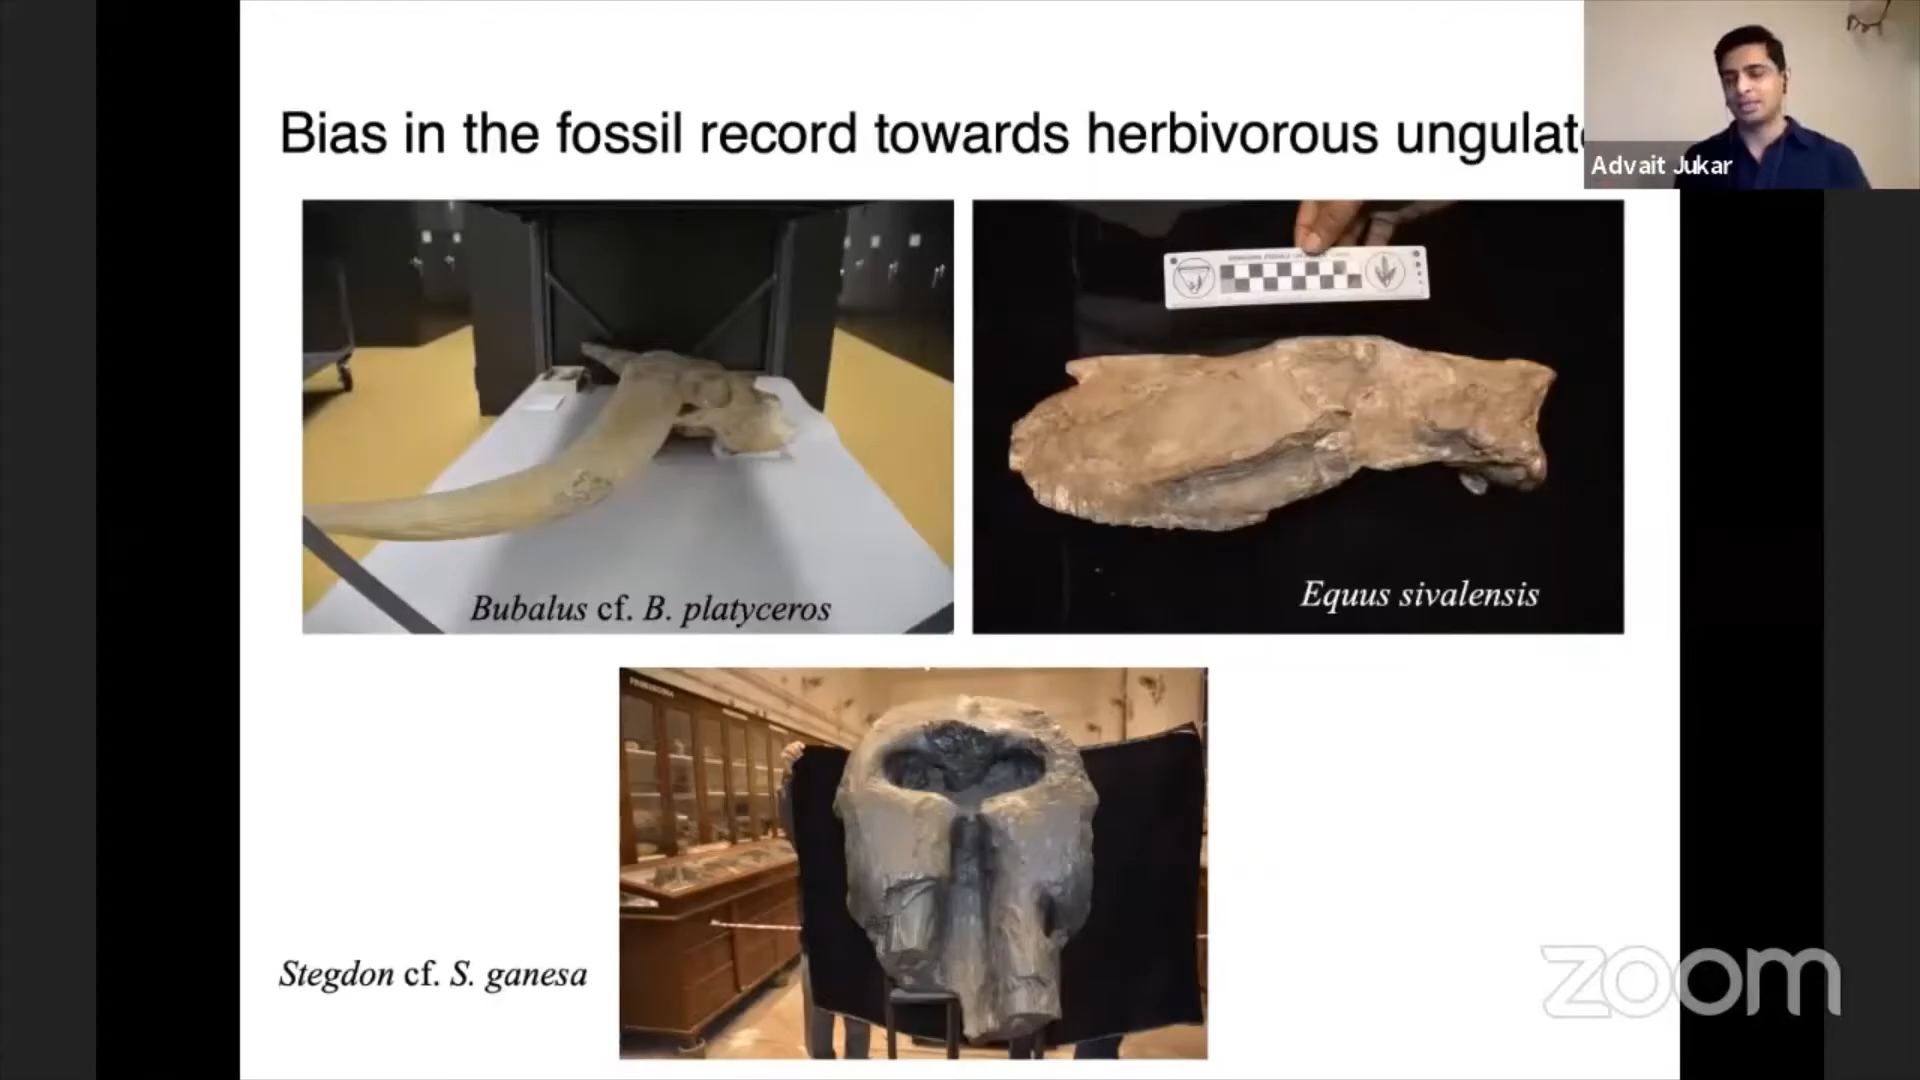 Bias in the fossil record towards herbivorous ungulat
Advait Jukar
Bubalus cf. B. platyceros
Equus sivalensis
Stegdon cf. S. ganesa
zoom